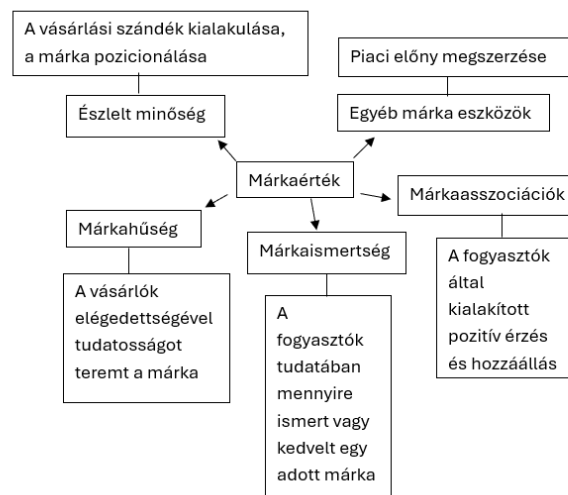 A vásárlási szándék kialakulása,
a márka pozicionálása
Piaci előny megszerzése
Észlelt minőség
Egyéb márka eszközök
Márkaérték
Márkaasszociációk
Márkahűség
Márkaismertség
A fogyasztók
által
kialakított
pozitív érzés
és hozzáállás
A vásárlók
elégedettségével
tudatosságot
teremt a márka
A
fogyasztók
tudatában
mennyire
ismert vagy
kedvelt egy
adott márka